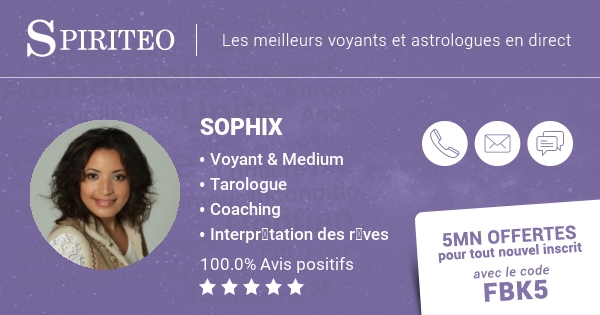 SPIRITEO
Les meilleurs voyants et astrologues en direct
SOPHIX
• Voyant & Medium
• Tarologue
• Coaching
• Interpr▯tation des r▯ves
100.0% Avis positifs
5MN OFFERTES
pour tout nouvel inscrit
avec le code
FBK5